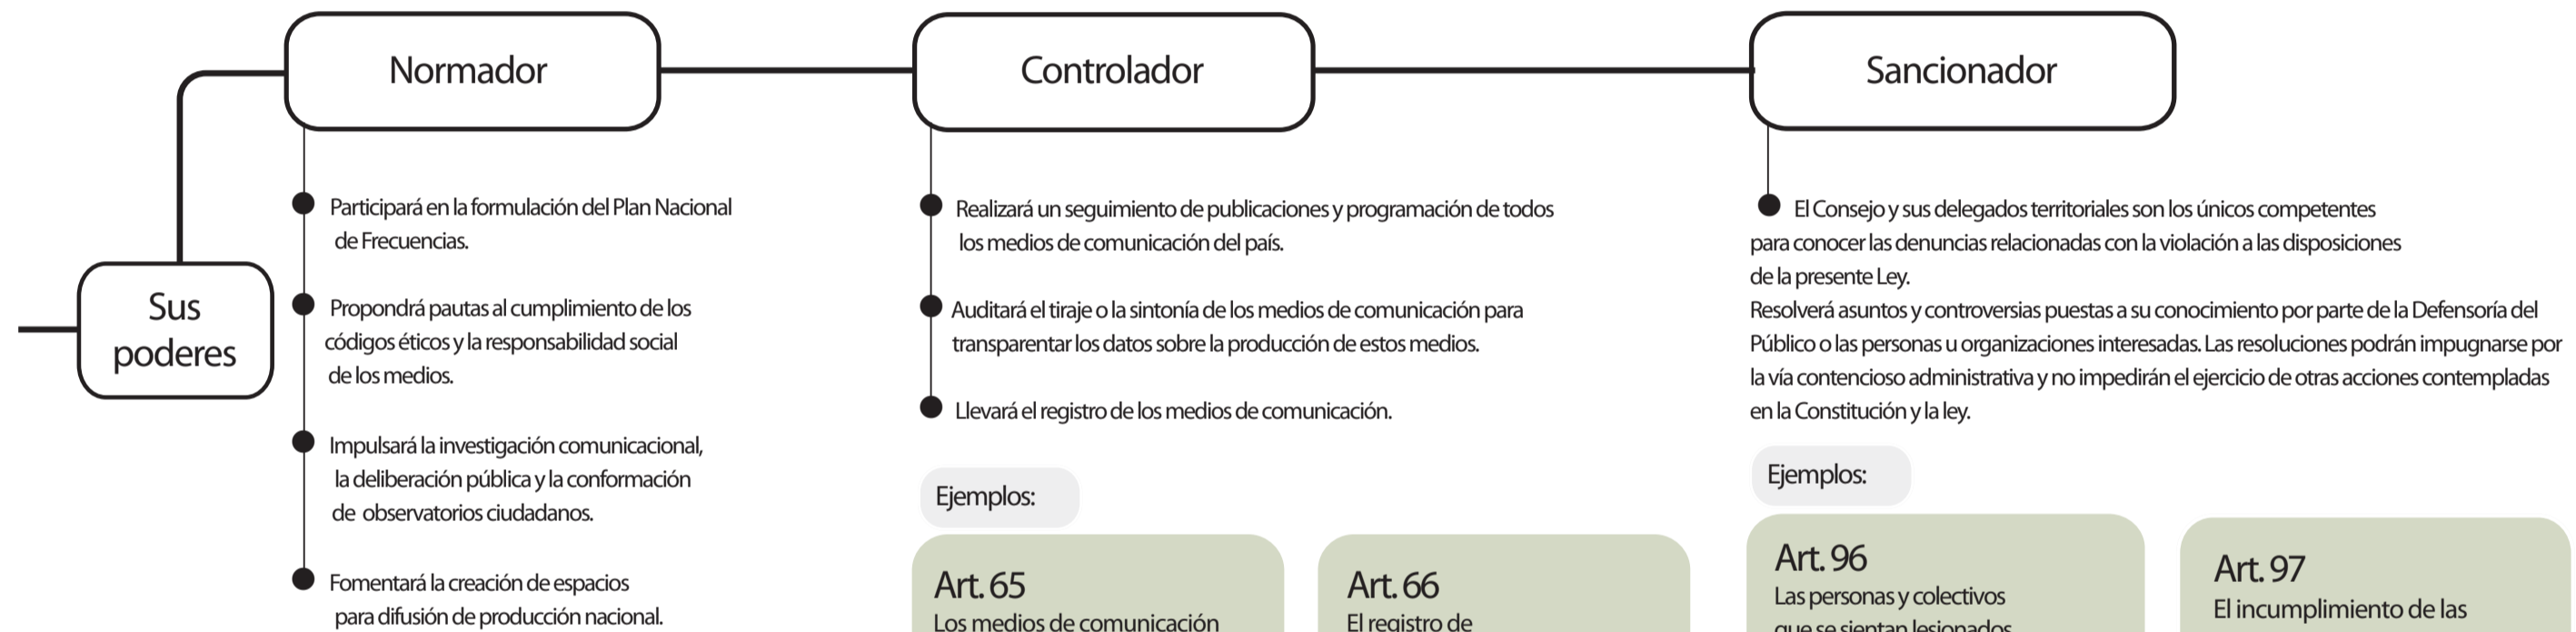 Sus
poderes
Normador
Participará en la formulación del Plan Nacional
de Frecuencias.
Propondrá pautas al cumplimiento de los
códigos éticos y la responsabilidad social
de los medios.
Impulsará la investigación comunicacional,
la deliberación pública y la conformación
de observatorios ciudadanos.
Fomentará la creación de espacios
para difusión de producción nacional.
Controlador
Realizará un seguimiento de publicaciones y programación de todos
los medios de comunicación del país.
Auditará el tiraje o la sintonía de los medios de comunicación para
transparentar los datos sobre la producción de estos medios.
Llevará el registro de los medios de comunicación.
Ejemplos:
Art. 65
Los medios de comunicación
Art. 66
El registro de
Sancionador
El Consejo y sus delegados territoriales son los únicos competentes
para conocer las denuncias relacionadas con la violación a las disposiciones
de la presente Ley.
Resolverá asuntos y controversias puestas a su conocimiento por parte de la Defensoría del
Público o las personas u organizaciones interesadas. Las resoluciones podrán impugnarse por
la vía contencioso administrativa y no impedirán el ejercicio de otras acciones contempladas
en la Constitución y la ley.
Ejemplos:
Art. 96
Las personas y colectivos
que se sientan lesionados
Art. 97
El incumplimiento de las